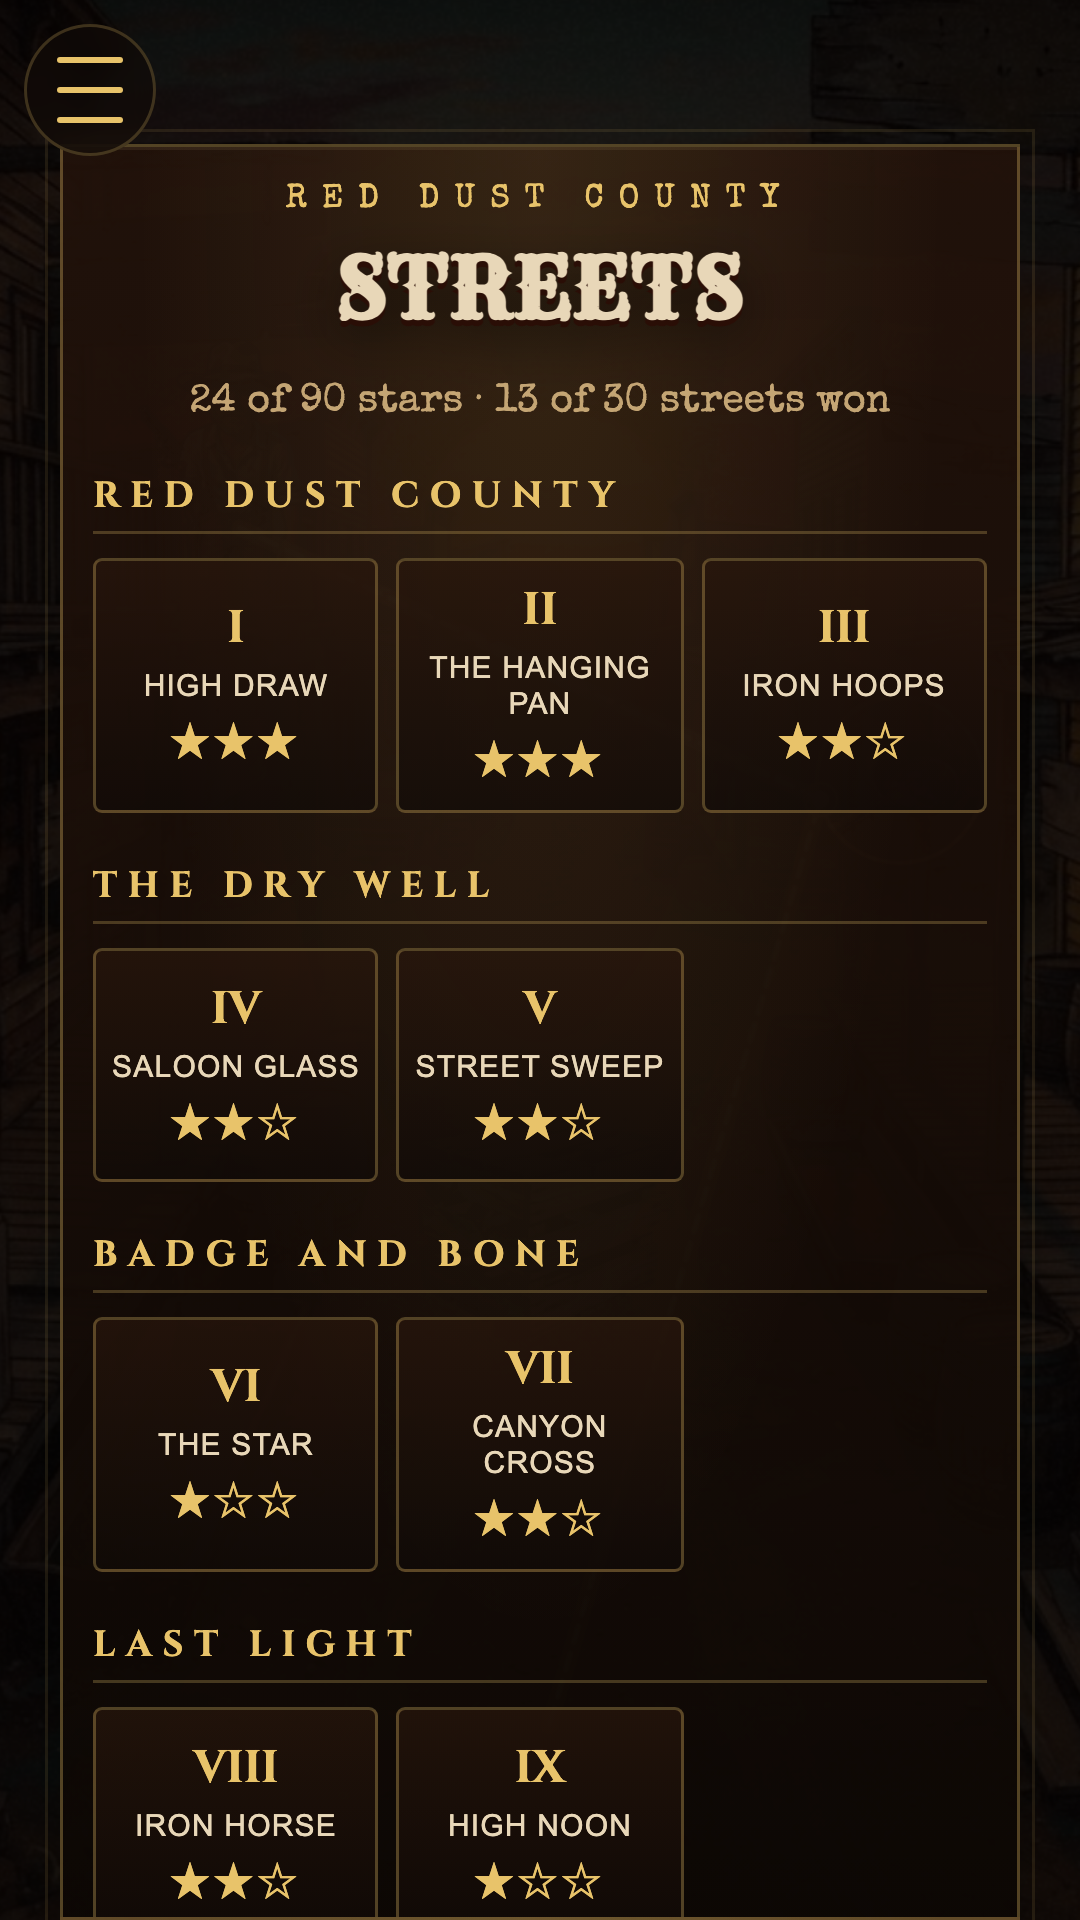 RED DUST COUNTY
STREETS
24 of 90 stars · 13 of 30 streets won
RED DUST COUNTY
I
HIGH DRAW
★★★
II
THE HANGING
PAN
★★★
III
IRON HOOPS
★★☆
THE DRY WELL
IV
SALOON GLASS
★★☆
V
STREET SWEEP
★★☆
BADGE AND BONE
VI
THE STAR
★☆☆
VII
CANYON
CROSS
★★☆
LAST LIGHT
VIII
IRON HORSE
★★☆
IX
HIGH NOON
★☆☆